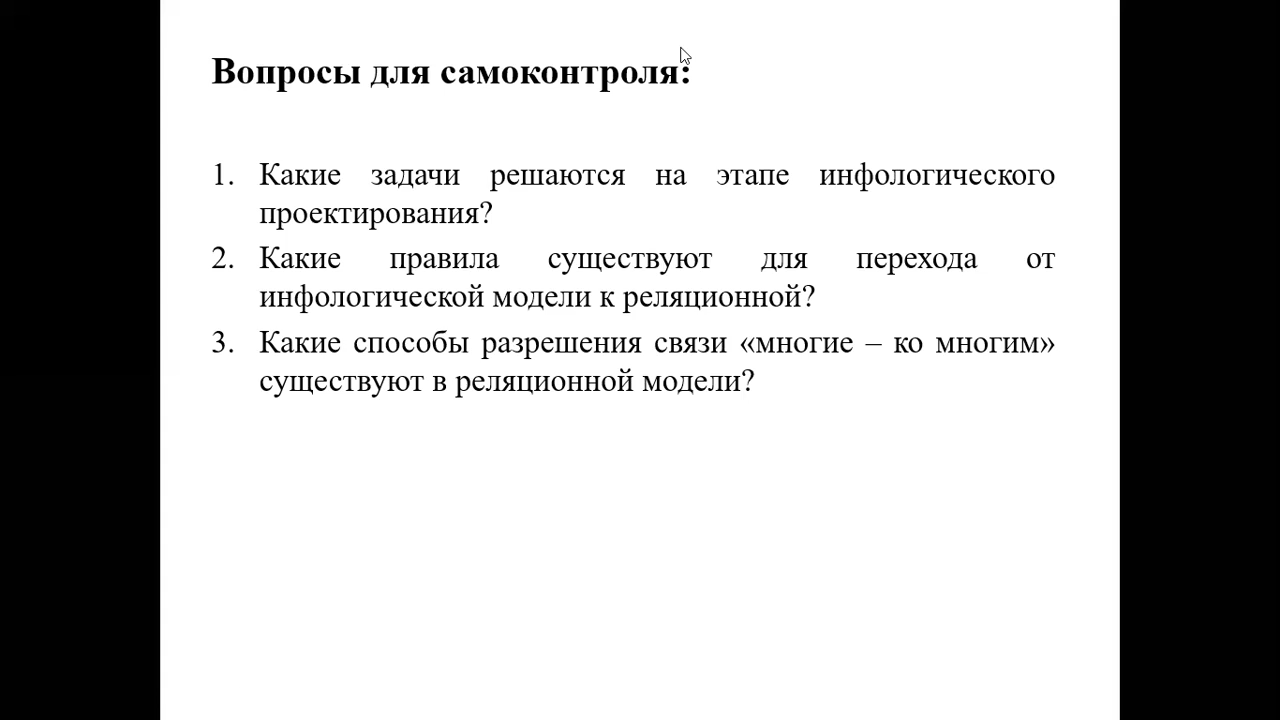 Вопросы для самоконтроля:
1. Какие задачи решаются на этапе инфологического
проектирования?
2. Какие правила существуют для перехода от
инфологической модели к реляционной?
3. Какие способы разрешения связи «многие – ко многим»
существуют в реляционной модели?